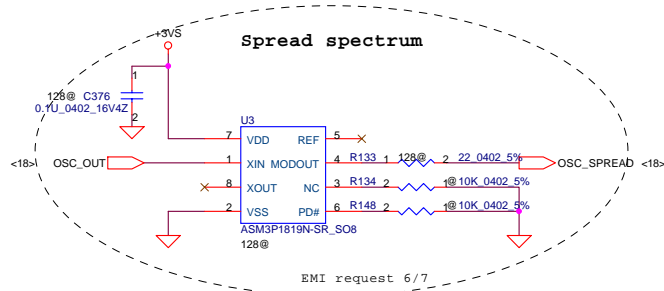 +3VS
Spread spectrum
1
128@ C376
0.1U_0402_16V4Z
2
U3
7 VDD REF 5
<18> OSC_OUT 1 XIN MODOUT 4 R133 1 128@ 2 22_0402_5% OSC_SPREAD <18>
8 XOUT NC 3 R134 2 1@10K_0402_5%
2 VSS PD# 6 R148 2 1@10K_0402_5%
ASM3P1819N-SR_SO8
128@
EMI request 6/7